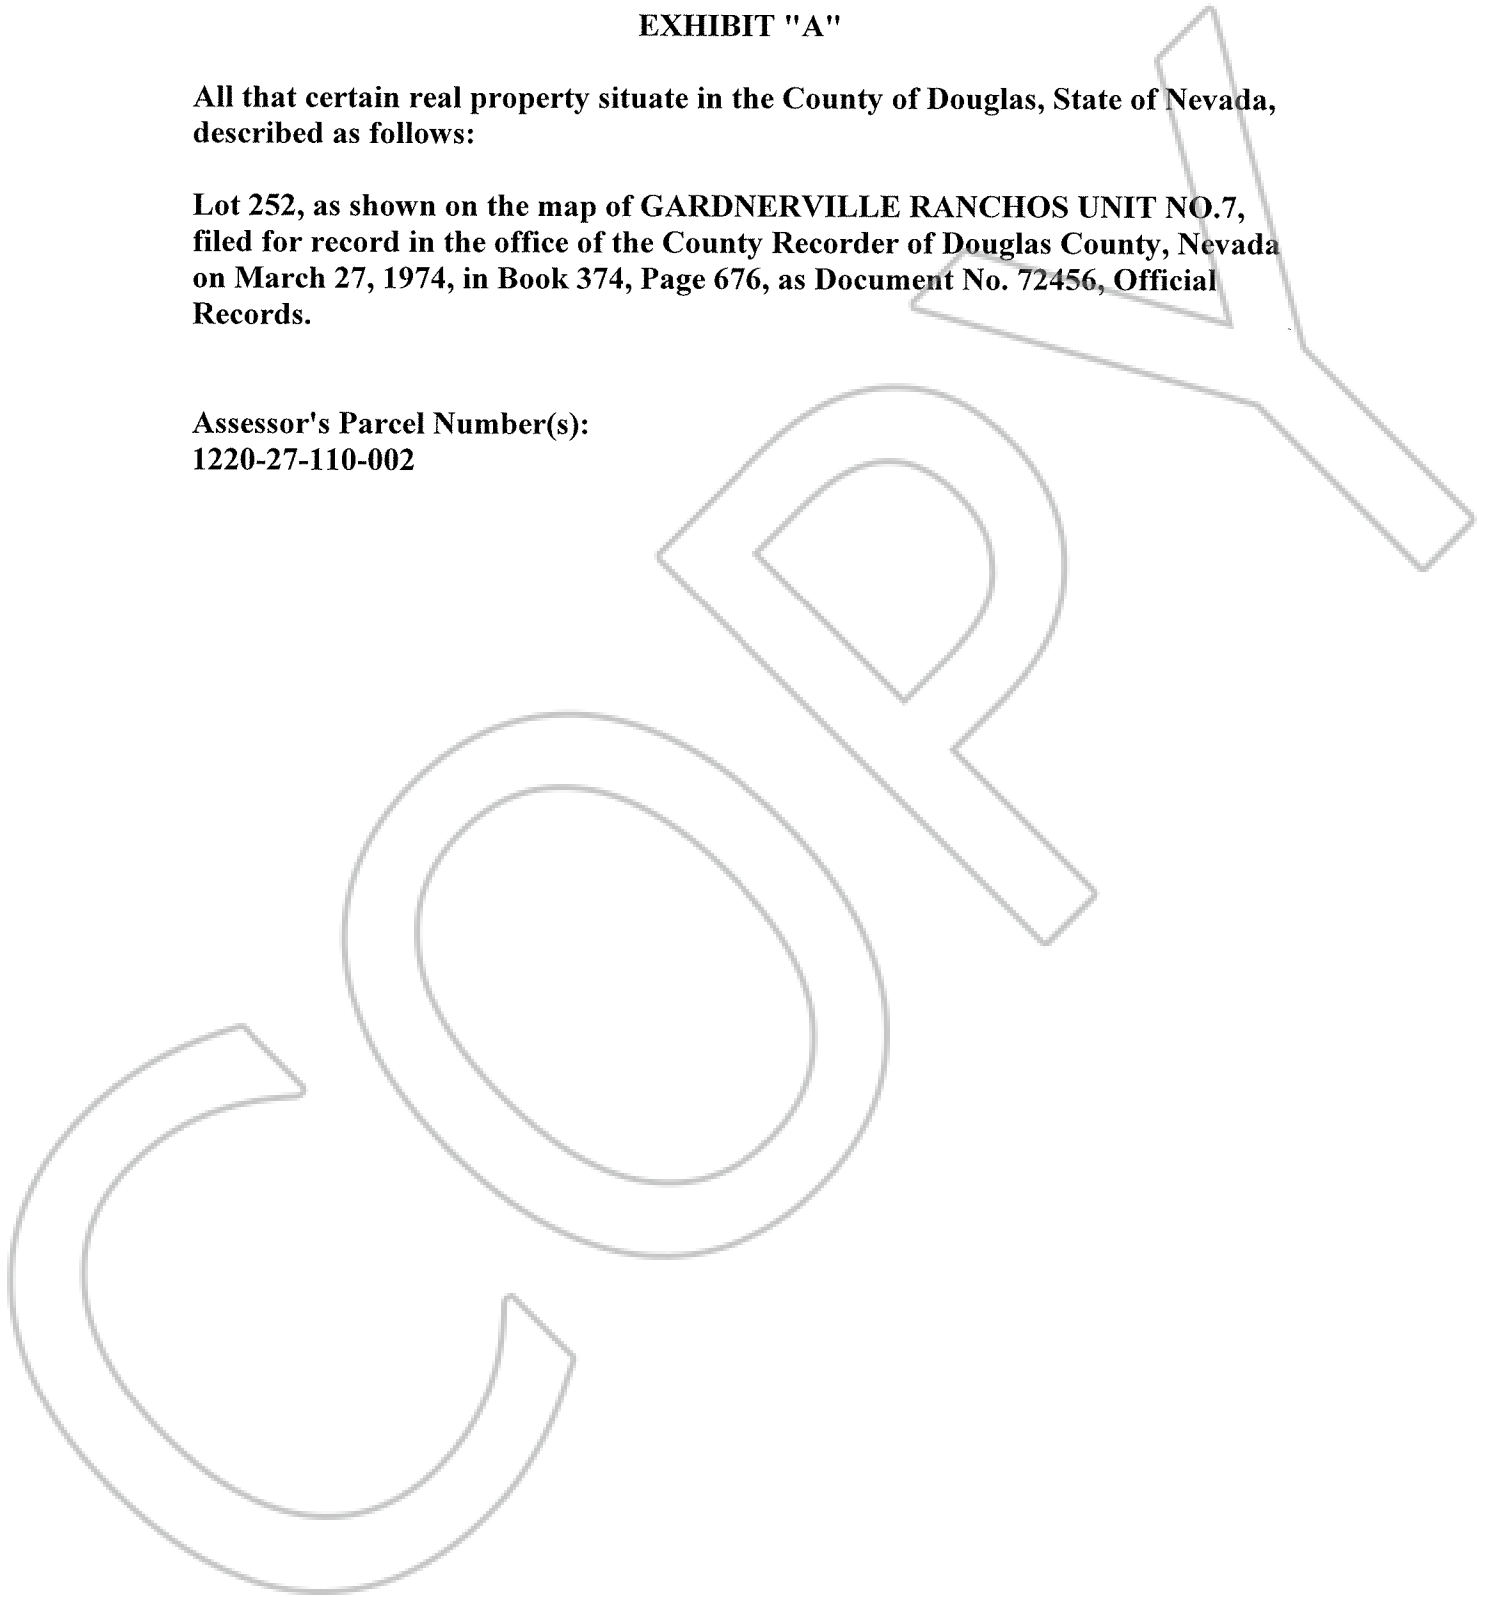 EXHIBIT "A"
All that certain real property situate in the County of Douglas, State of Nevada,
described as follows:
Lot 252, as shown on the map of GARDNERVILLE RANCHOS UNIT NO.7,
filed for record in the office of the County Recorder of Douglas County, Nevada
on March 27, 1974, in Book 374, Page 676, as Document No. 72456, Official
Records.
Assessor's Parcel Number(s):
1220-27-110-002
COPY